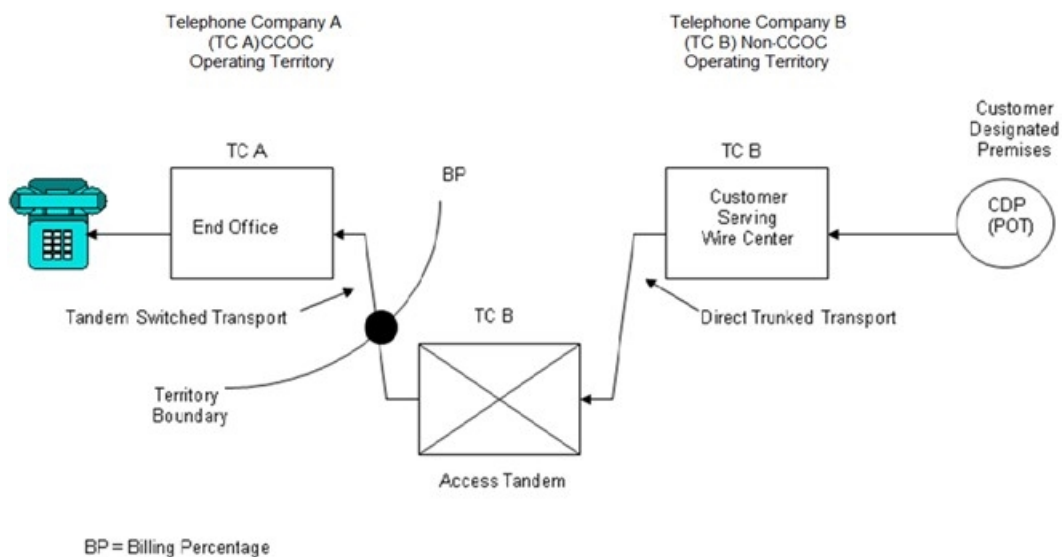 Telephone Company A
(TC A)CCOC
Operating Territory
Telephone Company B
(TC B) Non-CCOC
Operating Territory
Customer
Designated
Premises
TC A
BP
TC B
End Office
Customer
Serving
Wire Center
CDP
(POT)
Tandem Switched Transport
TC B
Direct Trunked Transport
Territory
Boundary
Access Tandem
BP = Billing Percentage